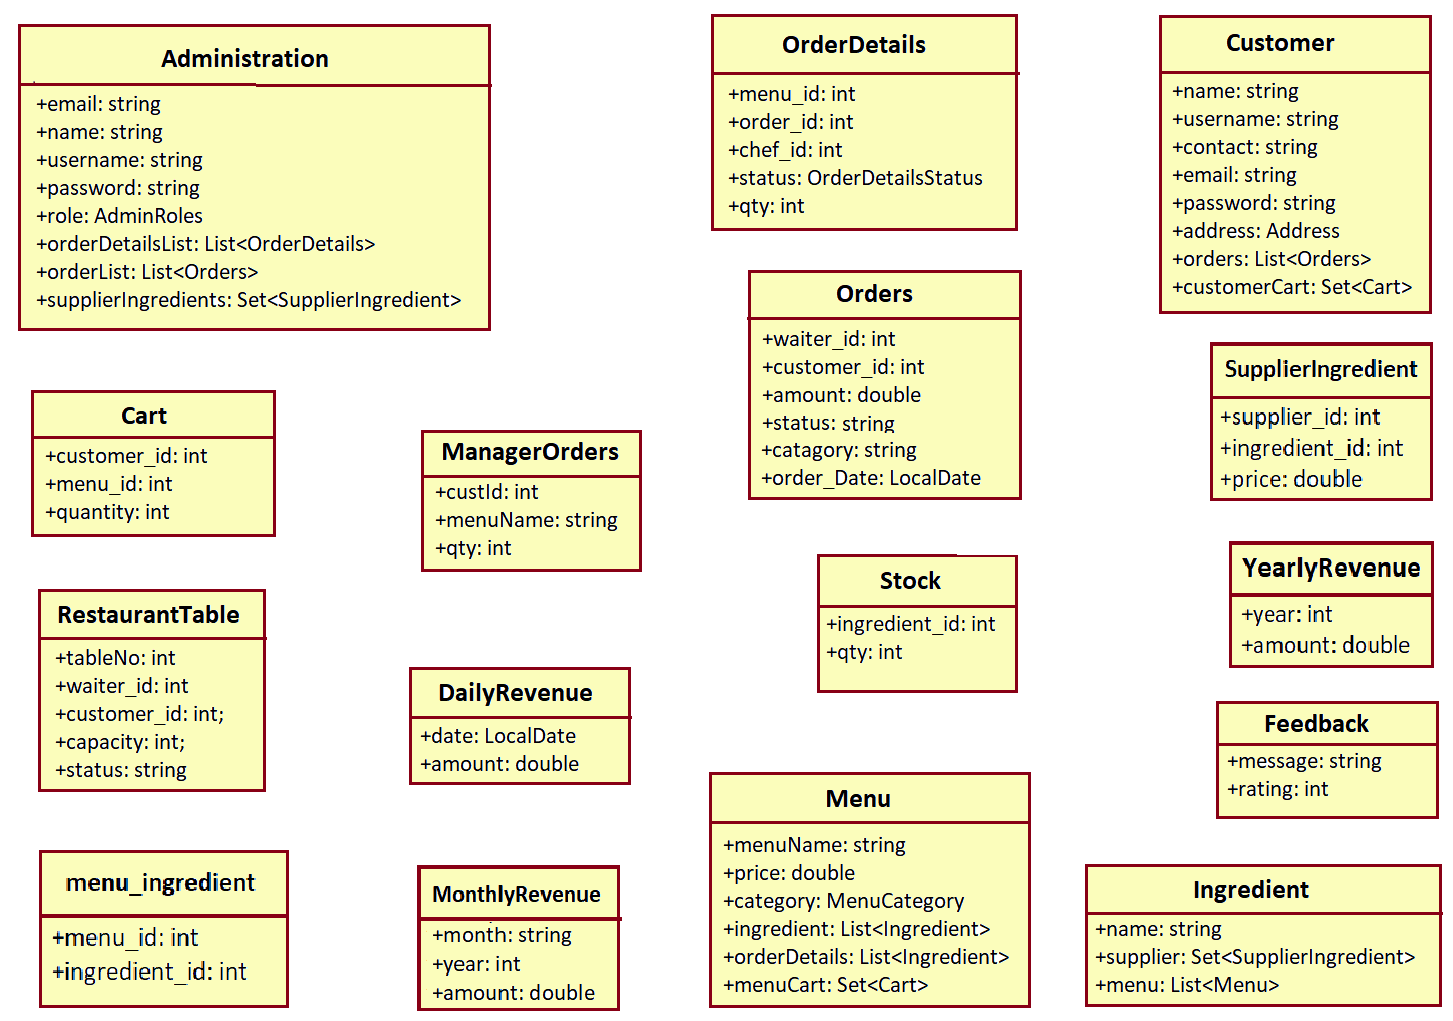 Administration
+email: string
+name: string
+username: string
+password: string
+role: AdminRoles
+orderDetailsList: List<OrderDetails>
+orderList: List<Orders>
+supplierIngredients: Set<SupplierIngredient>
OrderDetails
+menu_id: int
+order_id: int
+chef_id: int
+status: OrderDetailsStatus
+qty: int
Customer
+name: string
+username: string
+contact: string
+email: string
+password: string
+address: Address
+orders: List<Orders>
+customerCart: Set<Cart>
Orders
+waiter_id: int
+customer_id: int
+amount: double
+status: string
+catagory: string
+order_Date: LocalDate
SupplierIngredient
+supplier_id: int
+ingredient_id: int
+price: double
Cart
+customer_id: int
+menu_id: int
+quantity: int
ManagerOrders
+custId: int
+menuName: string
+qty: int
Stock
+ingredient_id: int
+qty: int
YearlyRevenue
+year: int
+amount: double
RestaurantTable
+tableNo: int
+waiter_id: int
+customer_id: int;
+capacity: int;
+status: string
DailyRevenue
+date: LocalDate
+amount: double
Feedback
+message: string
+rating: int
Menu
+menuName: string
+price: double
+category: MenuCategory
+ingredient: List<Ingredient>
+orderDetails: List<Ingredient>
+menuCart: Set<Cart>
menu_ingredient
+menu_id: int
+ingredient_id: int
MonthlyRevenue
+month: string
+year: int
+amount: double
Ingredient
+name: string
+supplier: Set<SupplierIngredient>
+menu: List<Menu>